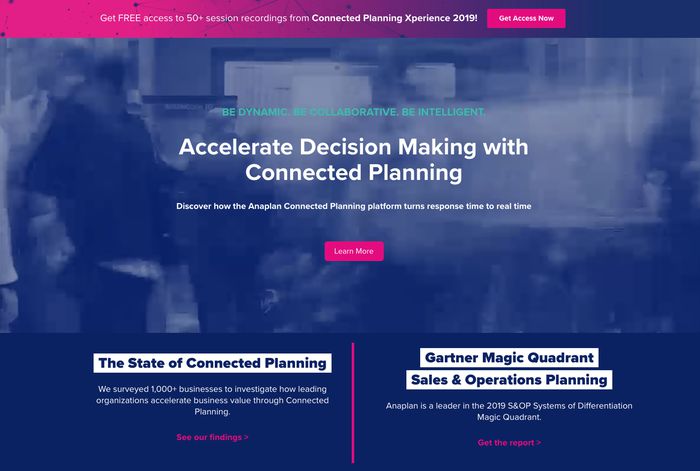 Get FREE access to 50+ session recordings from Connected Planning Xperience 2019!
Get Access Now
BE DYNAMIC. BE COLLABORATIVE. BE INTELLIGENT.
Accelerate Decision Making with
Connected Planning
Discover how the Anaplan Connected Planning platform turns response time to real time
Learn More
The State of Connected Planning
We surveyed 1,000+ businesses to investigate how leading
organizations accelerate business value through Connected
Planning.
See our findings >
Gartner Magic Quadrant
Sales & Operations Planning
Anaplan is a leader in the 2019 S&OP Systems of Differentiation
Magic Quadrant.
Get the report >